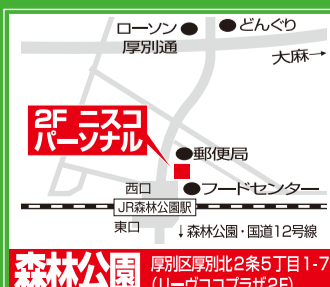 ローソン
どんぐり
厚別通
大麻→
2F ニスコ
パーソナル
郵便局
西口
フードセンター
JR森林公園駅
東口
↓森林公園・国道12号線
森林公園
厚別区厚別北2条5丁目1-7
(リーヴココプラザ2F)